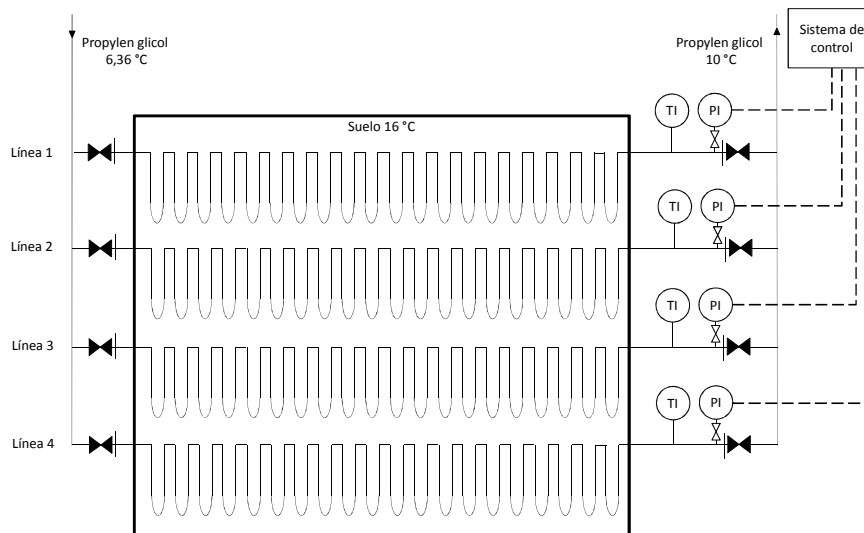 Propylen glicol
6,36 °C
Propylen glicol
10 °C
Sistema de
control
Suelo 16 °C
TI
PI
Línea 1
TI
PI
Línea 2
TI
PI
Línea 3
TI
PI
Línea 4